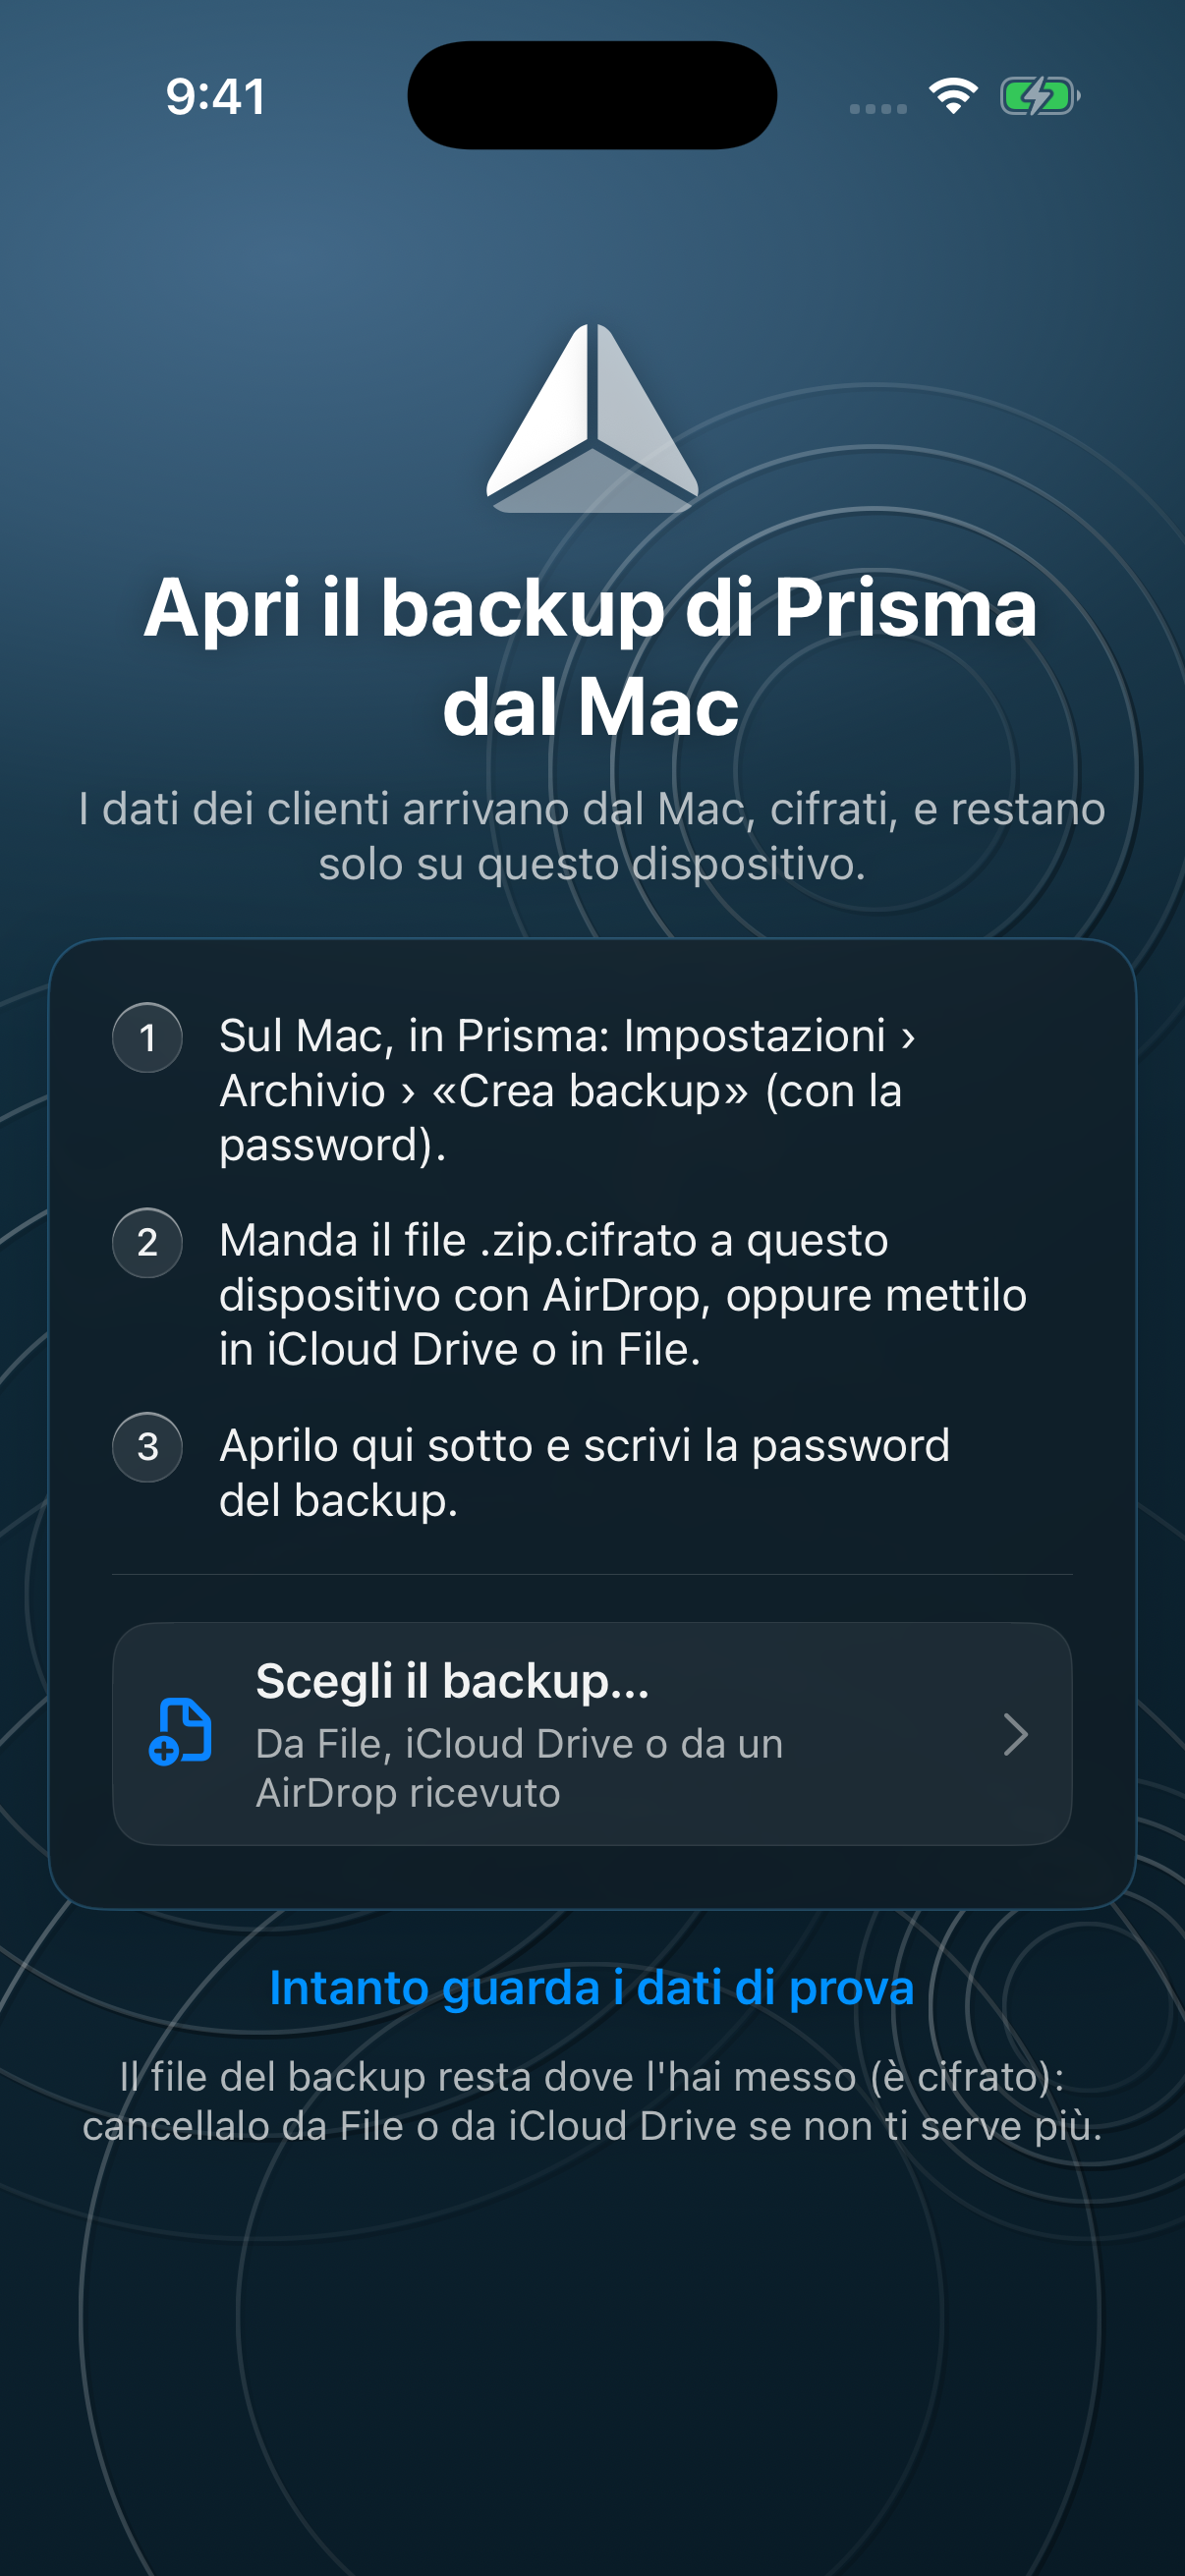 9:41
Apri il backup di Prisma
dal Mac
I dati dei clienti arrivano dal Mac, cifrati, e restano
solo su questo dispositivo.
1 Sul Mac, in Prisma: Impostazioni ›
Archivio › «Crea backup» (con la
password).
2 Manda il file .zip.cifrato a questo
dispositivo con AirDrop, oppure mettilo
in iCloud Drive o in File.
3 Aprilo qui sotto e scrivi la password
del backup.
Scegli il backup...
Da File, iCloud Drive o da un
AirDrop ricevuto
Intanto guarda i dati di prova
Il file del backup resta dove l'hai messo (è cifrato):
cancellalo da File o da iCloud Drive se non ti serve più.